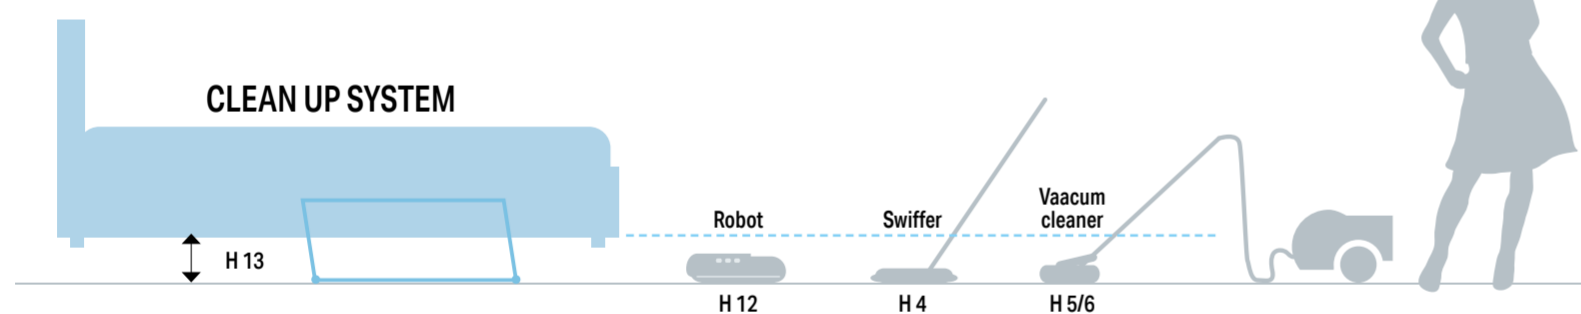 CLEAN UP SYSTEM
H 13
Robot
Swiffer
Vaacum
cleaner
H 12
H 4
H 5/6